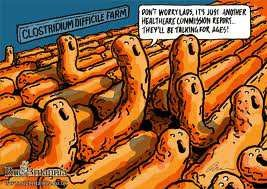 CLOSTRIDIUM DIFFICILE FARM
DON'T WORRY LADS, IT'S JUST ANOTHER
HEALTHCARE COMMISSION REPORT...
THEY'LL BE TALKING FOR AGES!